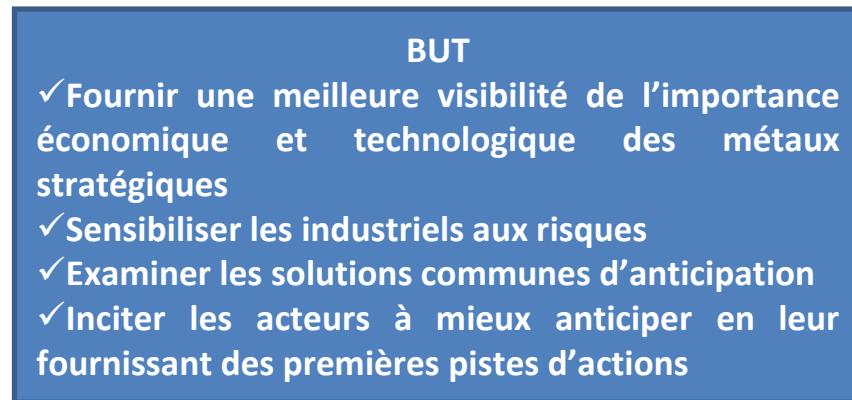 BUT
✓Fournir une meilleure visibilité de l’importance
économique et technologique des métaux
stratégiques
✓Sensibiliser les industriels aux risques
✓Examiner les solutions communes d’anticipation
✓Inciter les acteurs à mieux anticiper en leur
fournissant des premières pistes d’actions